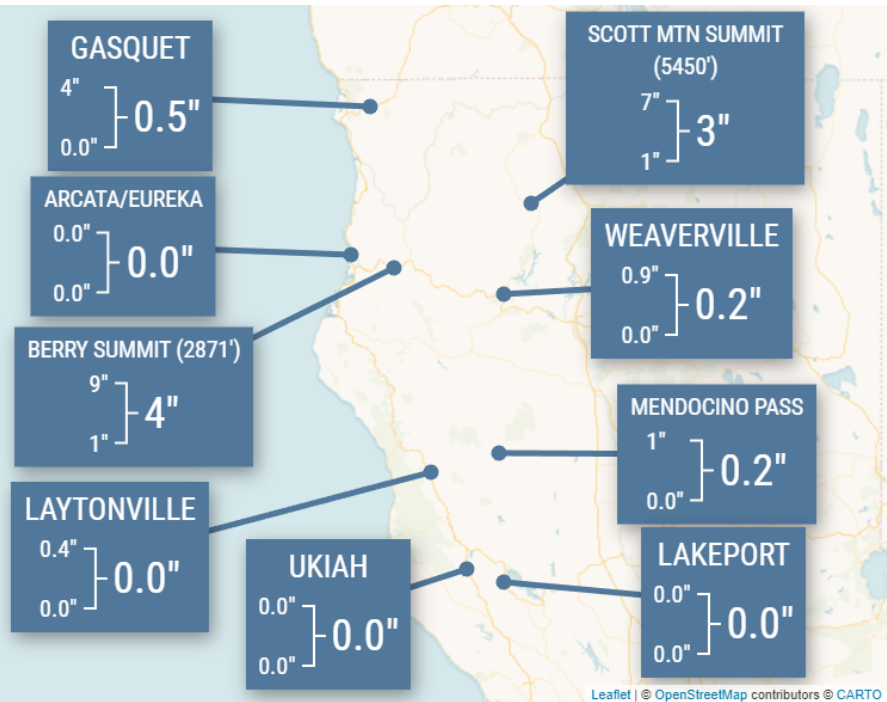 GASQUET
4"
0.5"
0.0"
SCOTT MTN SUMMIT
(5450')
7"
3"
1"
ARCATA/EUREKA
0.0"
0.0"
0.0"
WEAVERVILLE
0.9"
0.2"
0.0"
BERRY SUMMIT (2871')
9"
4"
1"
MENDOCINO PASS
1"
0.2"
0.0"
LAYTONVILLE
0.4"
0.0"
0.0"
UKIAH
0.0"
0.0"
0.0"
LAKEPORT
0.0"
0.0"
0.0"
Leaflet | © OpenStreetMap contributors © CARTO